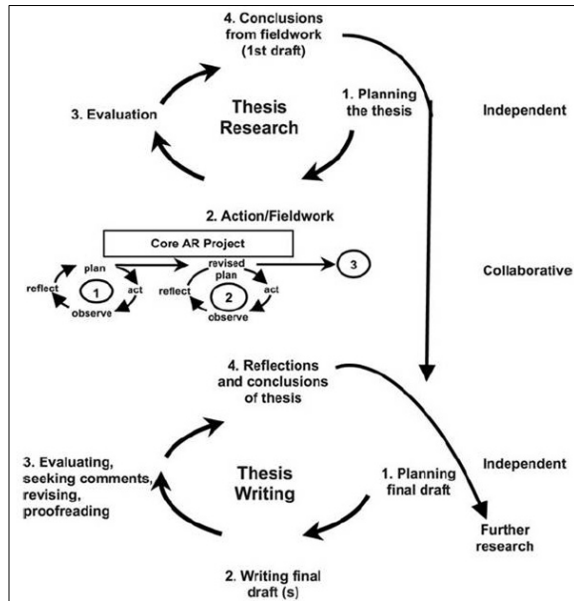 4. Conclusions
from fieldwork
(1st draft)
1. Planning
the thesis
3. Evaluation
Thesis
Research
Independent
2. Action/Fieldwork
Core AR Project
Collaborative
plan
reflect
1
act
observe
revised
plan
reflect
2
act
observe
3
4. Reflections
and conclusions
of thesis
3. Evaluating,
seeking comments,
revising,
proofreading
Thesis
Writing
1. Planning
final draft
Independent
Further
research
2. Writing final
draft (s)